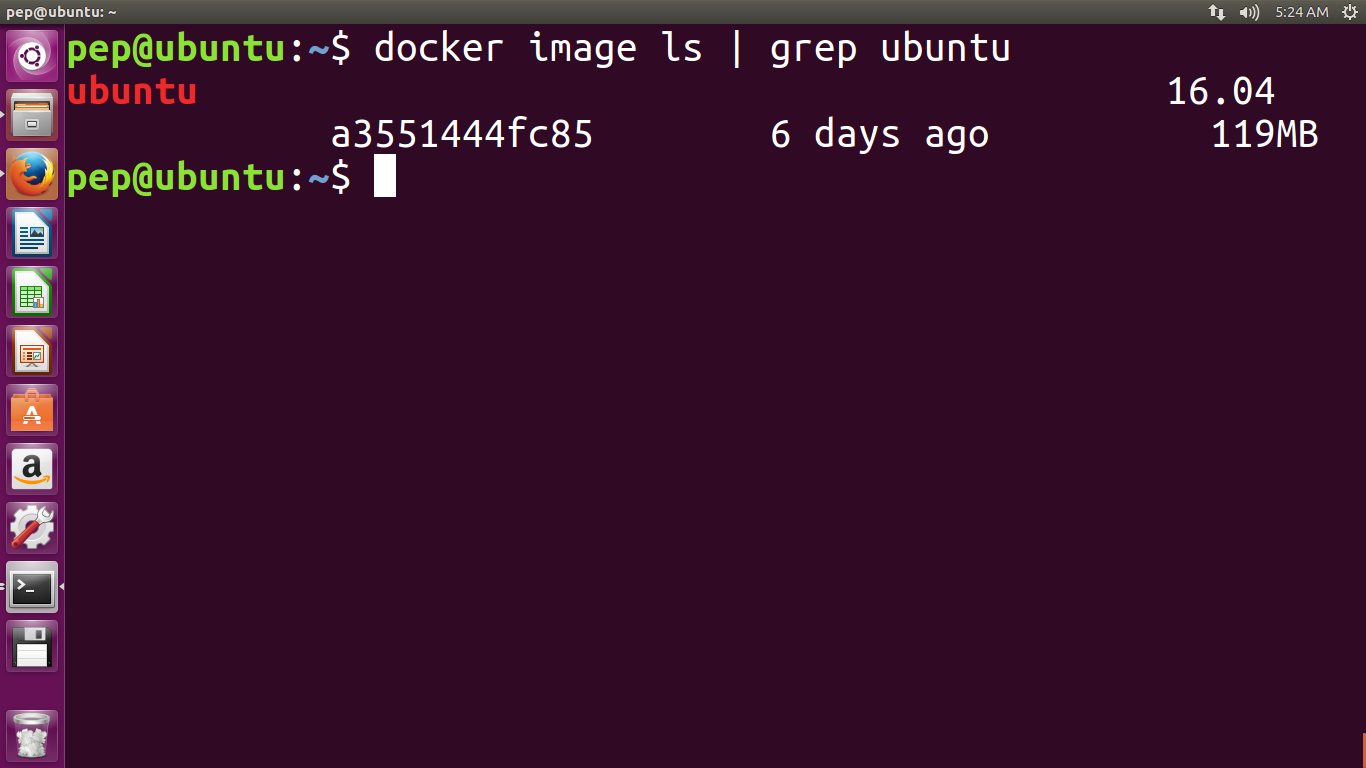 pep@ubuntu: ~
5:24 AM
pep@ubuntu:~$ docker image ls | grep ubuntu
ubuntu 16.04
a3551444fc85 6 days ago 119MB
pep@ubuntu:~$
A
a
>_